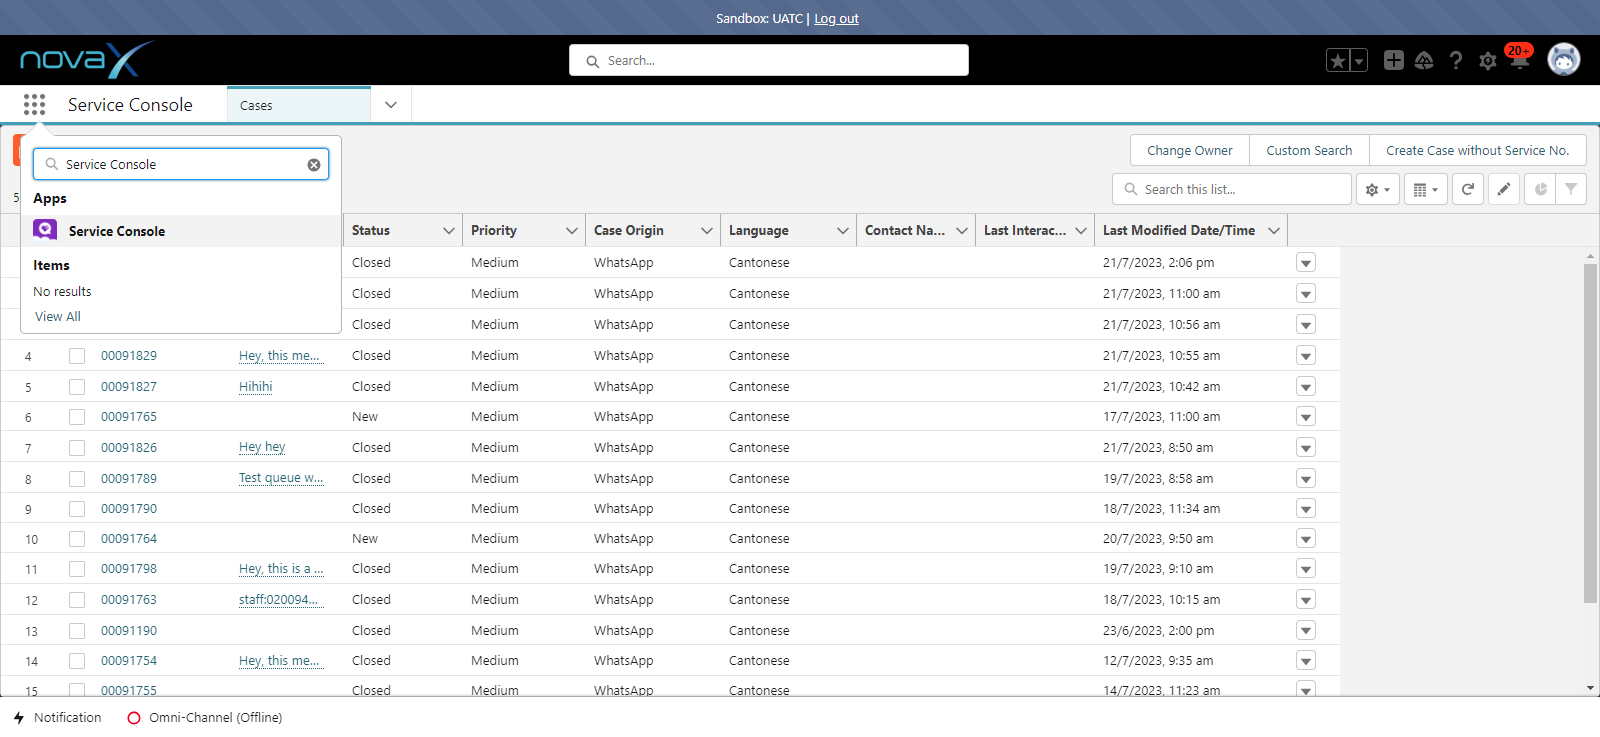 Sandbox: UATC | Log out
novaX
Search...
20+
Service Console
Cases
Service Console
Apps
Service Console
Items
No results
View All
Change Owner
Custom Search
Create Case without Service No.
5
Search this list...
Status Priority Case Origin Language Contact Na... Last Interac... Last Modified Date/Time
Closed Medium WhatsApp Cantonese 21/7/2023, 2:06 pm
Closed Medium WhatsApp Cantonese 21/7/2023, 11:00 am
Closed Medium WhatsApp Cantonese 21/7/2023, 10:56 am
4 00091829 Hey, this me... Closed Medium WhatsApp Cantonese 21/7/2023, 10:55 am
5 00091827 Hihihi Closed Medium WhatsApp Cantonese 21/7/2023, 10:42 am
6 00091765 New Medium WhatsApp Cantonese 17/7/2023, 11:00 am
7 00091826 Hey hey Closed Medium WhatsApp Cantonese 21/7/2023, 8:50 am
8 00091789 Test queue w... Closed Medium WhatsApp Cantonese 19/7/2023, 8:58 am
9 00091790 Closed Medium WhatsApp Cantonese 18/7/2023, 11:34 am
10 00091764 New Medium WhatsApp Cantonese 20/7/2023, 9:50 am
11 00091798 Hey, this is a ... Closed Medium WhatsApp Cantonese 19/7/2023, 9:10 am
12 00091763 staff:020094... Closed Medium WhatsApp Cantonese 18/7/2023, 10:15 am
13 00091190 Closed Medium WhatsApp Cantonese 23/6/2023, 2:00 pm
14 00091754 Hey, this me... Closed Medium WhatsApp Cantonese 12/7/2023, 9:35 am
15 00091755 Closed Medium WhatsApp Cantonese 14/7/2023, 11:23 am
Notification
Omni-Channel (Offline)